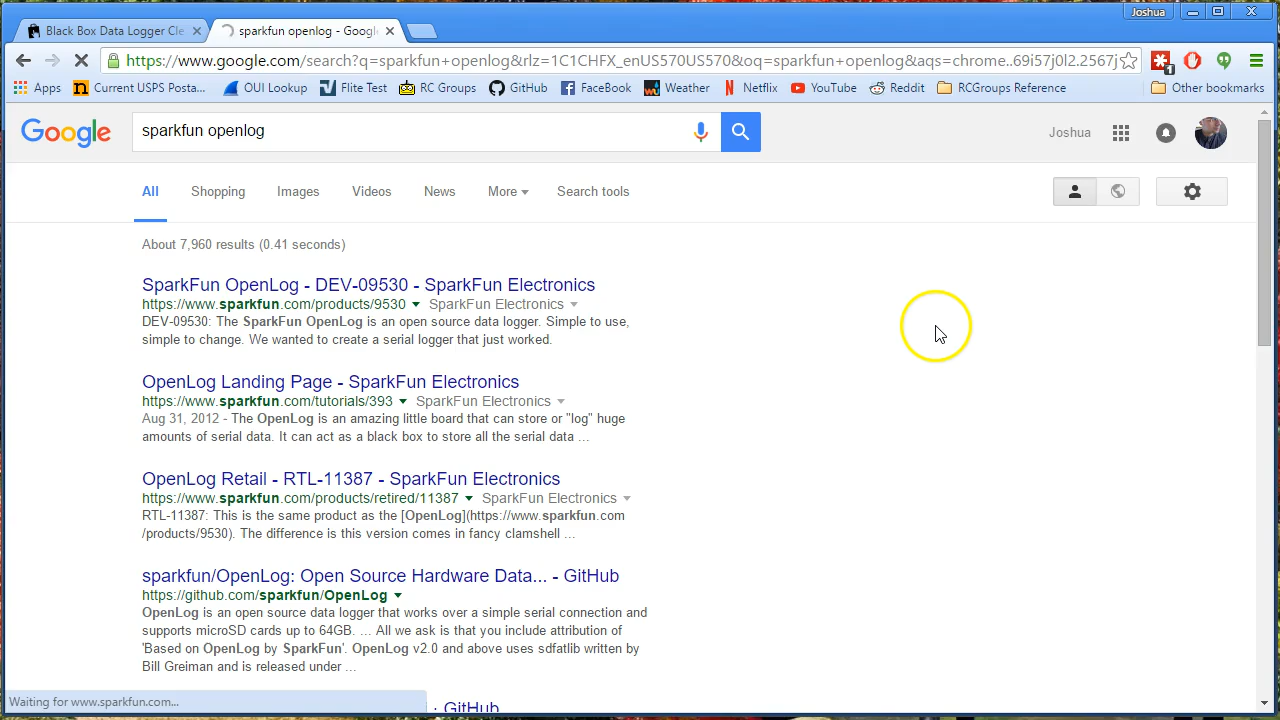 Joshua
Black Box Data Logger Cle
sparkfun openlog - Googl
https://www.google.com/search?q=sparkfun+openlog&rlz=1C1CHFX_enUS570US570&oq=sparkfun+openlog&aqs=chrome..69i57j0l2.2567j
1
Apps
Current USPS Posta...
OUI Lookup
Flite Test
RC Groups
GitHub
FaceBook
Weather
Netflix
YouTube
Reddit
RCGroups Reference
Other bookmarks
Google
sparkfun openlog
Joshua
All
Shopping
Images
Videos
News
More
Search tools
About 7,960 results (0.41 seconds)
SparkFun OpenLog - DEV-09530 - SparkFun Electronics
https://www.sparkfun.com/products/9530 SparkFun Electronics
DEV-09530: The SparkFun OpenLog is an open source data logger. Simple to use,
simple to change. We wanted to create a serial logger that just worked.
OpenLog Landing Page - SparkFun Electronics
https://www.sparkfun.com/tutorials/393 SparkFun Electronics
Aug 31, 2012 - The OpenLog is an amazing little board that can store or "log" huge
amounts of serial data. It can act as a black box to store all the serial data ...
OpenLog Retail - RTL-11387 - SparkFun Electronics
https://www.sparkfun.com/products/retired/11387 SparkFun Electronics
RTL-11387: This is the same product as the [OpenLog](https://www.sparkfun.com
/products/9530). The difference is this version comes in fancy clamshell ...
sparkfun/OpenLog: Open Source Hardware Data... - GitHub
https://github.com/sparkfun/OpenLog
OpenLog is an open source data logger that works over a simple serial connection and
supports microSD cards up to 64GB. ... All we ask is that you include attribution of
'Based on OpenLog by SparkFun'. OpenLog v2.0 and above uses sdfatlib written by
Bill Greiman and is released under ...
· GitHub
Waiting for www.sparkfun.com...